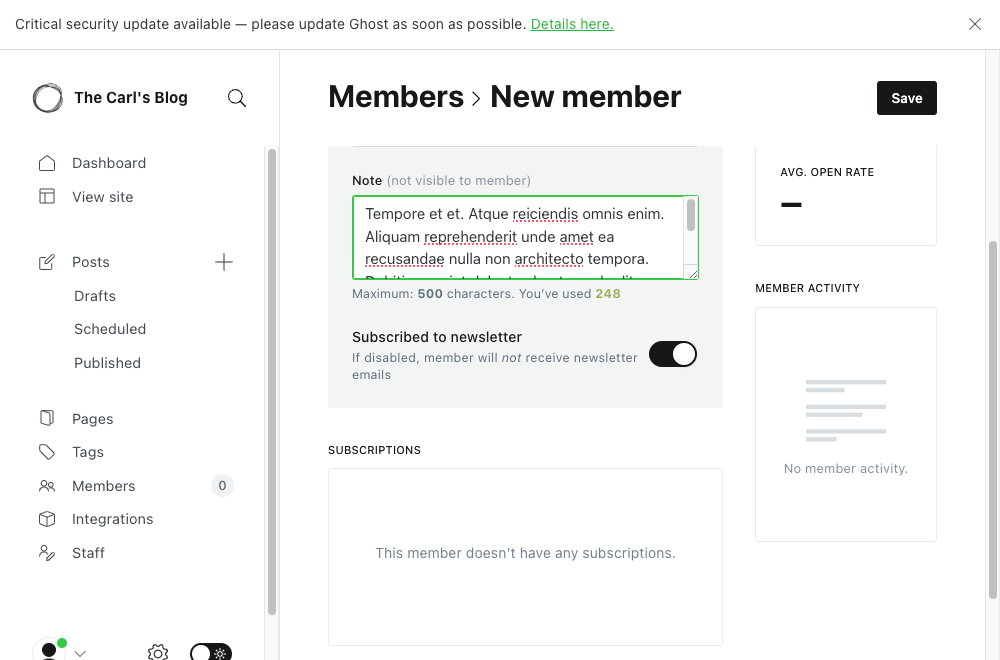 Critical security update available — please update Ghost as soon as possible. Details here.
The Carl's Blog
Dashboard
View site
Posts
Drafts
Scheduled
Published
Pages
Tags
Members 0
Integrations
Staff
Members > New member
Save
Note (not visible to member)
Tempore et et. Atque reiciendis omnis enim.
Aliquam reprehenderit unde amet ea
recusandae nulla non architecto tempora.
Maximum: 500 characters. You've used 248
Subscribed to newsletter
If disabled, member will not receive newsletter
emails
SUBSCRIPTIONS
This member doesn't have any subscriptions.
AVG. OPEN RATE
—
MEMBER ACTIVITY
No member activity.